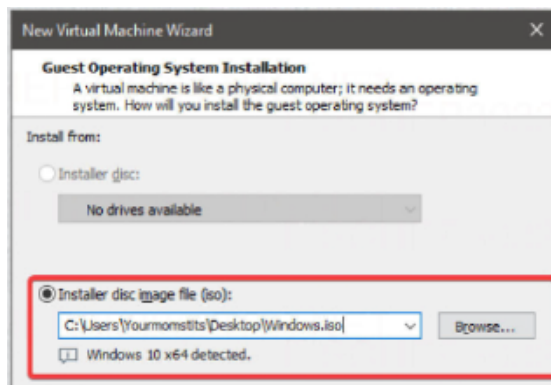 New Virtual Machine Wizard
Guest Operating System Installation
A virtual machine is like a physical computer; it needs an operating
system. How will you install the guest operating system?
Install from:
Installer disc:
No drives available
Installer disc image file (iso):
C:\Users\Yourmomstits\Desktop\Windows.iso
Browse...
Windows 10 x64 detected.